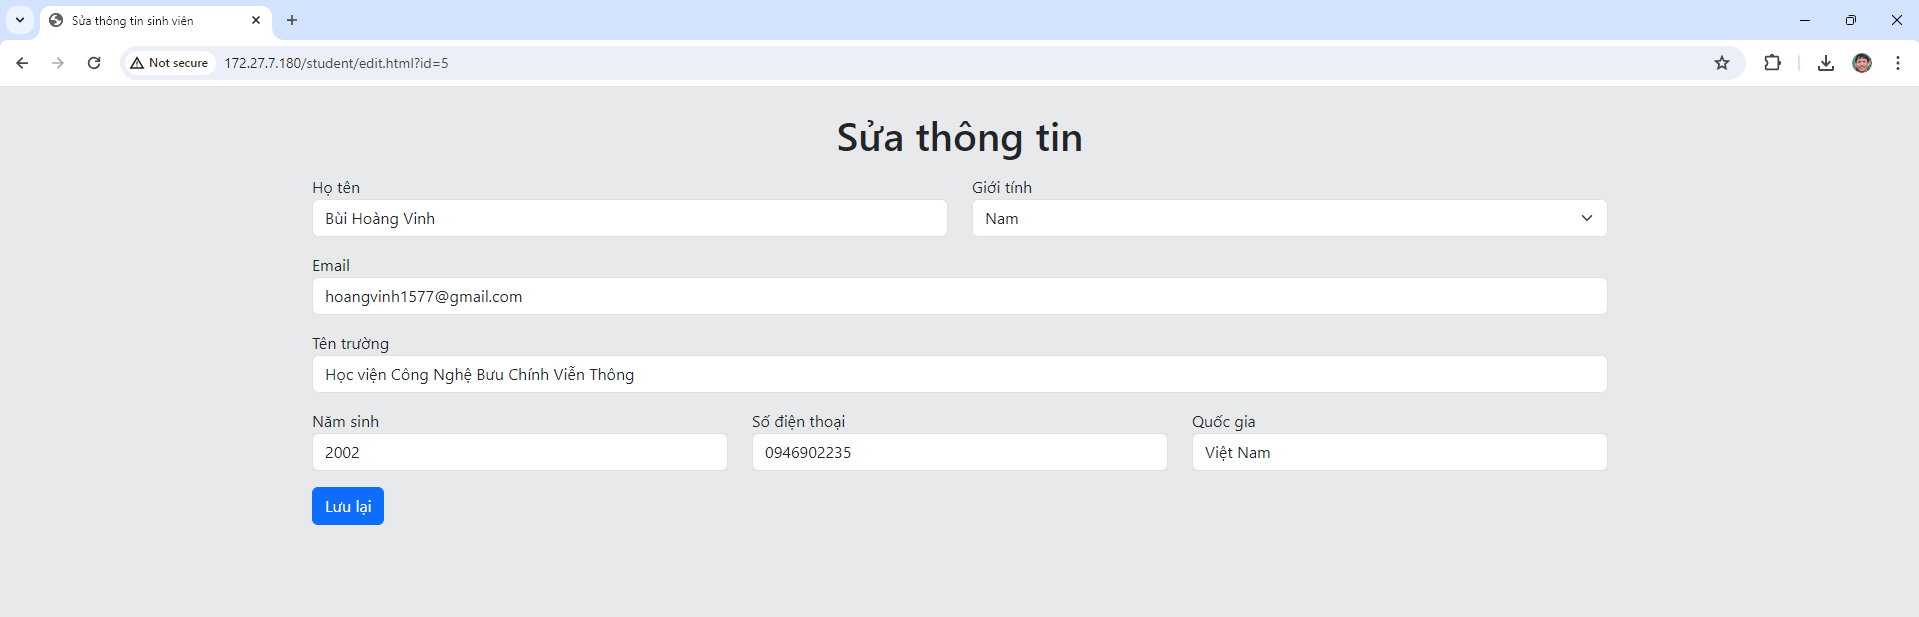 Sửa thông tin sinh viên
Not secure 172.27.7.180/student/edit.html?id=5
Sửa thông tin
Họ tên Giới tính
Bùi Hoàng Vinh Nam
Email
hoangvinh1577@gmail.com
Tên trường
Học viện Công Nghệ Bưu Chính Viễn Thông
Năm sinh Số điện thoại Quốc gia
2002 0946902235 Việt Nam
Lưu lại